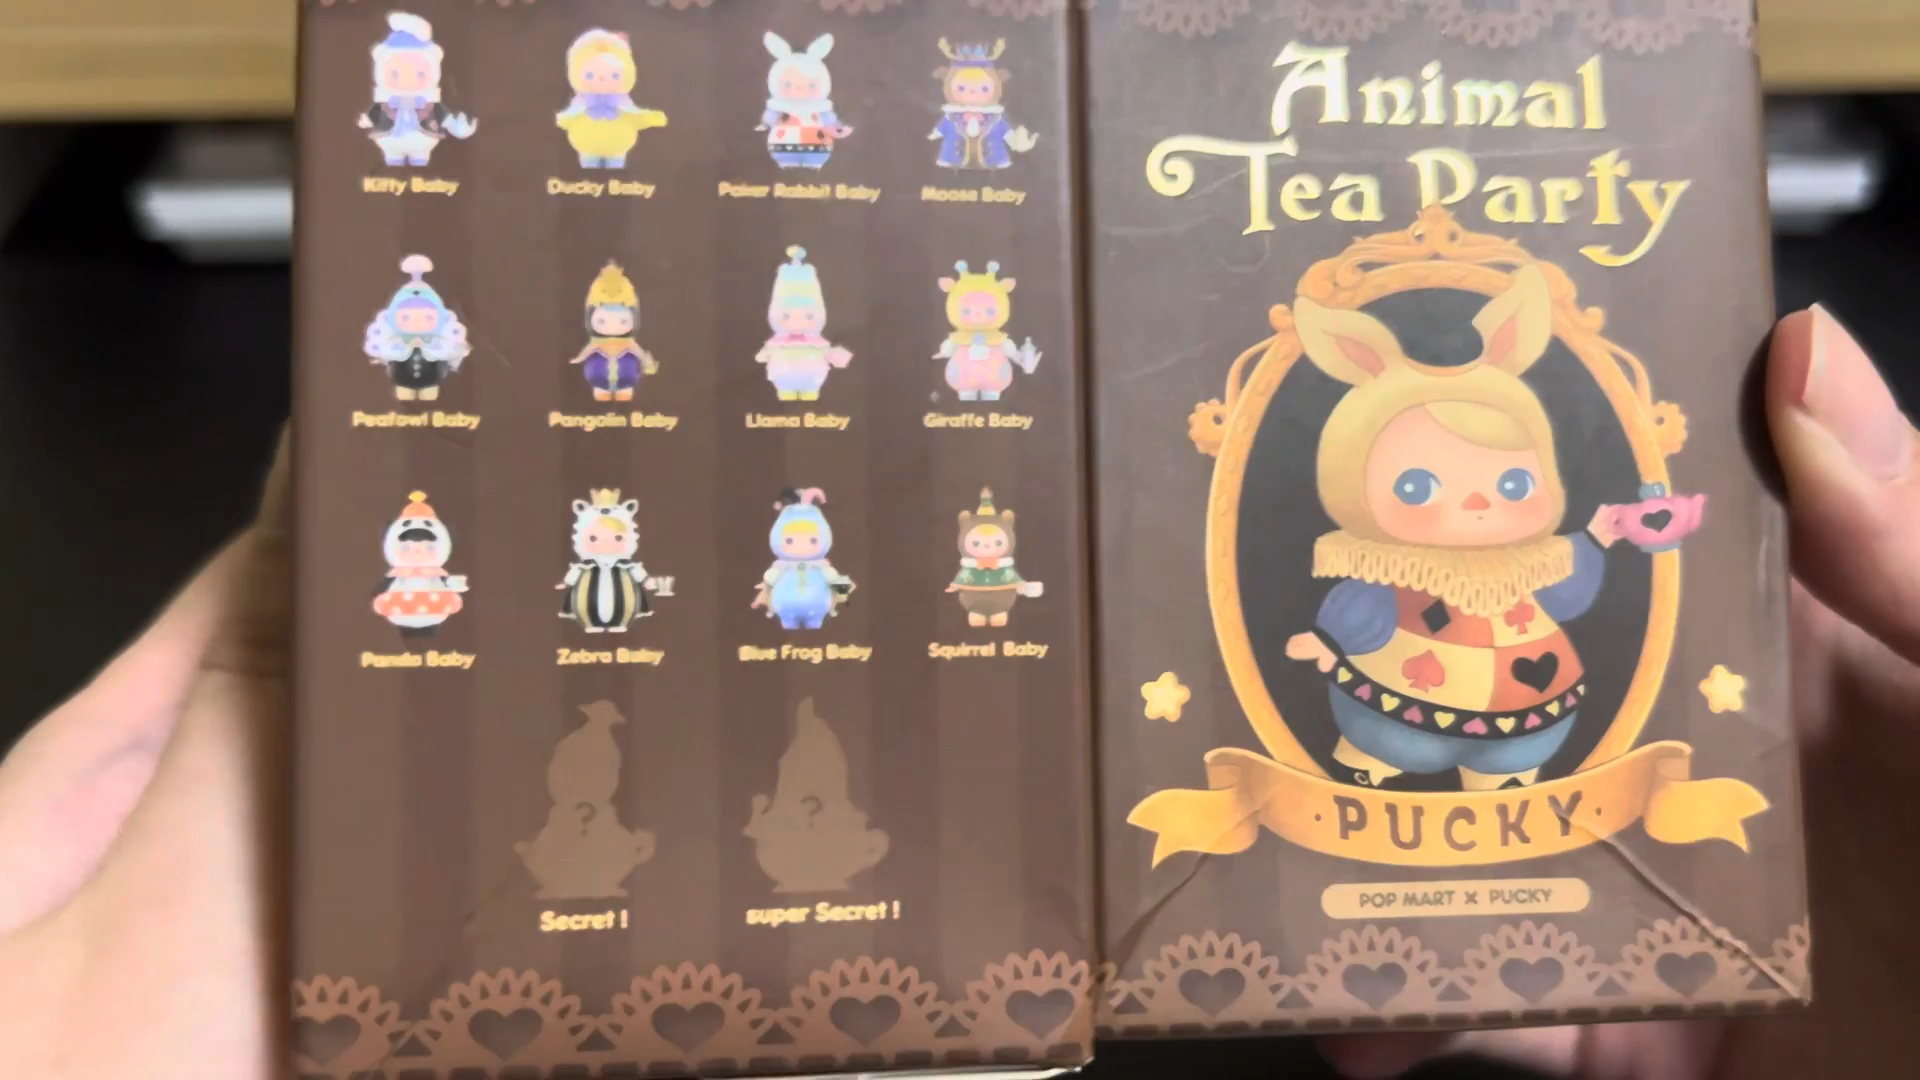 Kitty Baby
Ducky Baby
Poker Rabbit Baby
Moose Baby
Peafowl Baby
Pangolin Baby
Llama Baby
Giraffe Baby
Panda Baby
Zebra Baby
Blue Frog Baby
Squirrel Baby
?
?
Secret !
super Secret !
Animal
Tea Party
·PUCKY·
POP MART X PUCKY